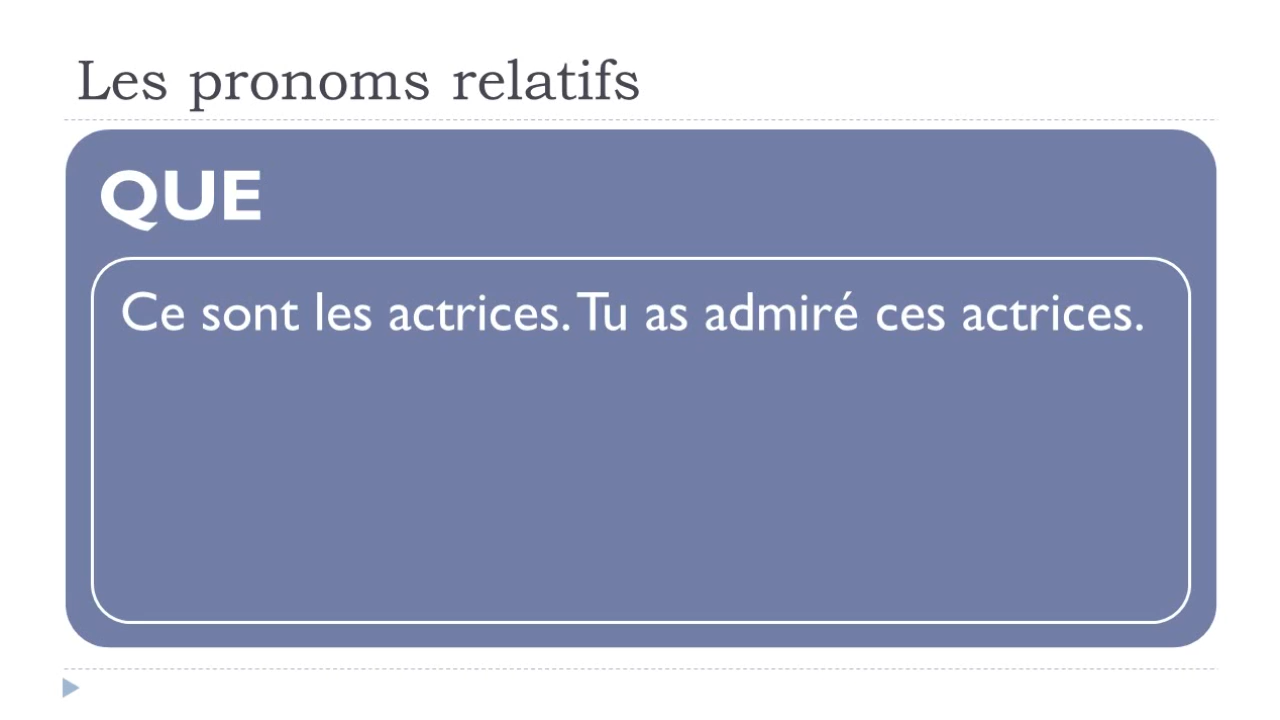 Les pronoms relatifs
QUE
Ce sont les actrices. Tu as admiré ces actrices.